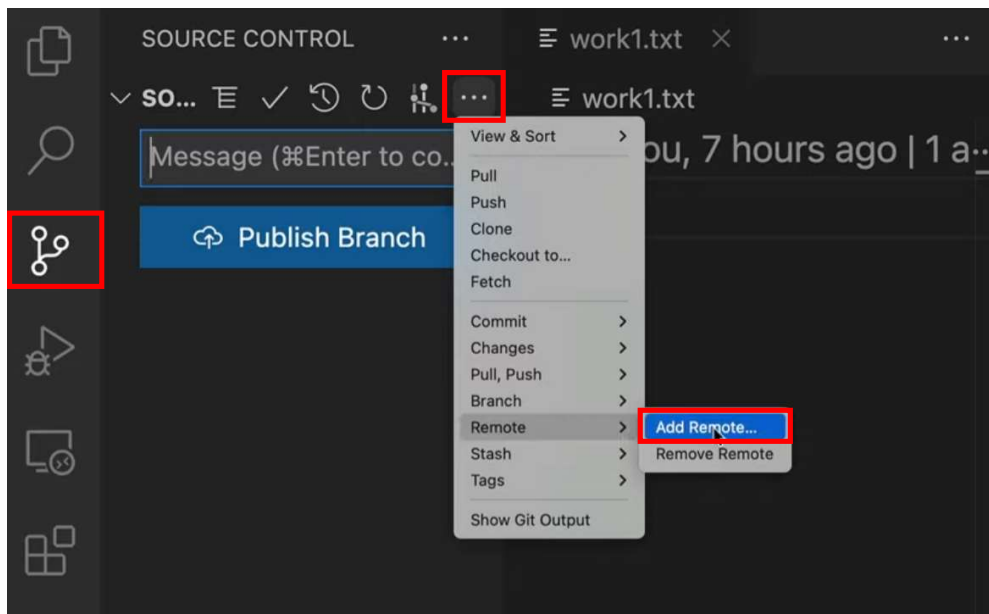 SOURCE CONTROL ...
work1.txt ×
...
SO... ...
work1.txt
Message (⌘Enter to co...
ou, 7 hours ago | 1 a...
Publish Branch
View & Sort
Pull
Push
Clone
Checkout to...
Fetch
Commit
Changes
Pull, Push
Branch
Remote
Add Remote...
Stash
Remove Remote
Tags
Show Git Output